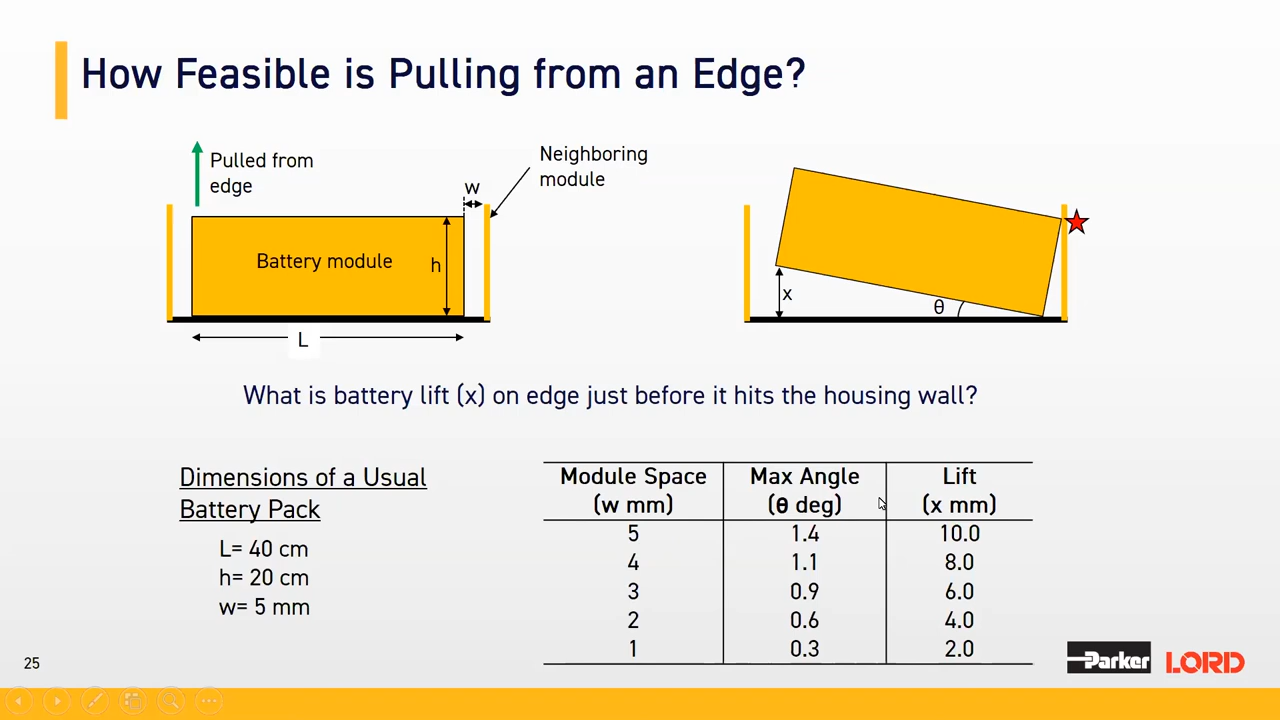 How Feasible is Pulling from an Edge?
Pulled from
edge
w
Neighboring
module
Battery module
h
L
x
θ
What is battery lift (x) on edge just before it hits the housing wall?
Dimensions of a Usual
Battery Pack
L= 40 cm
h= 20 cm
w= 5 mm
Module Space Max Angle Lift
(w mm) (θ deg) (x mm)
5 1.4 10.0
4 1.1 8.0
3 0.9 6.0
2 0.6 4.0
1 0.3 2.0
25
Parker LORD